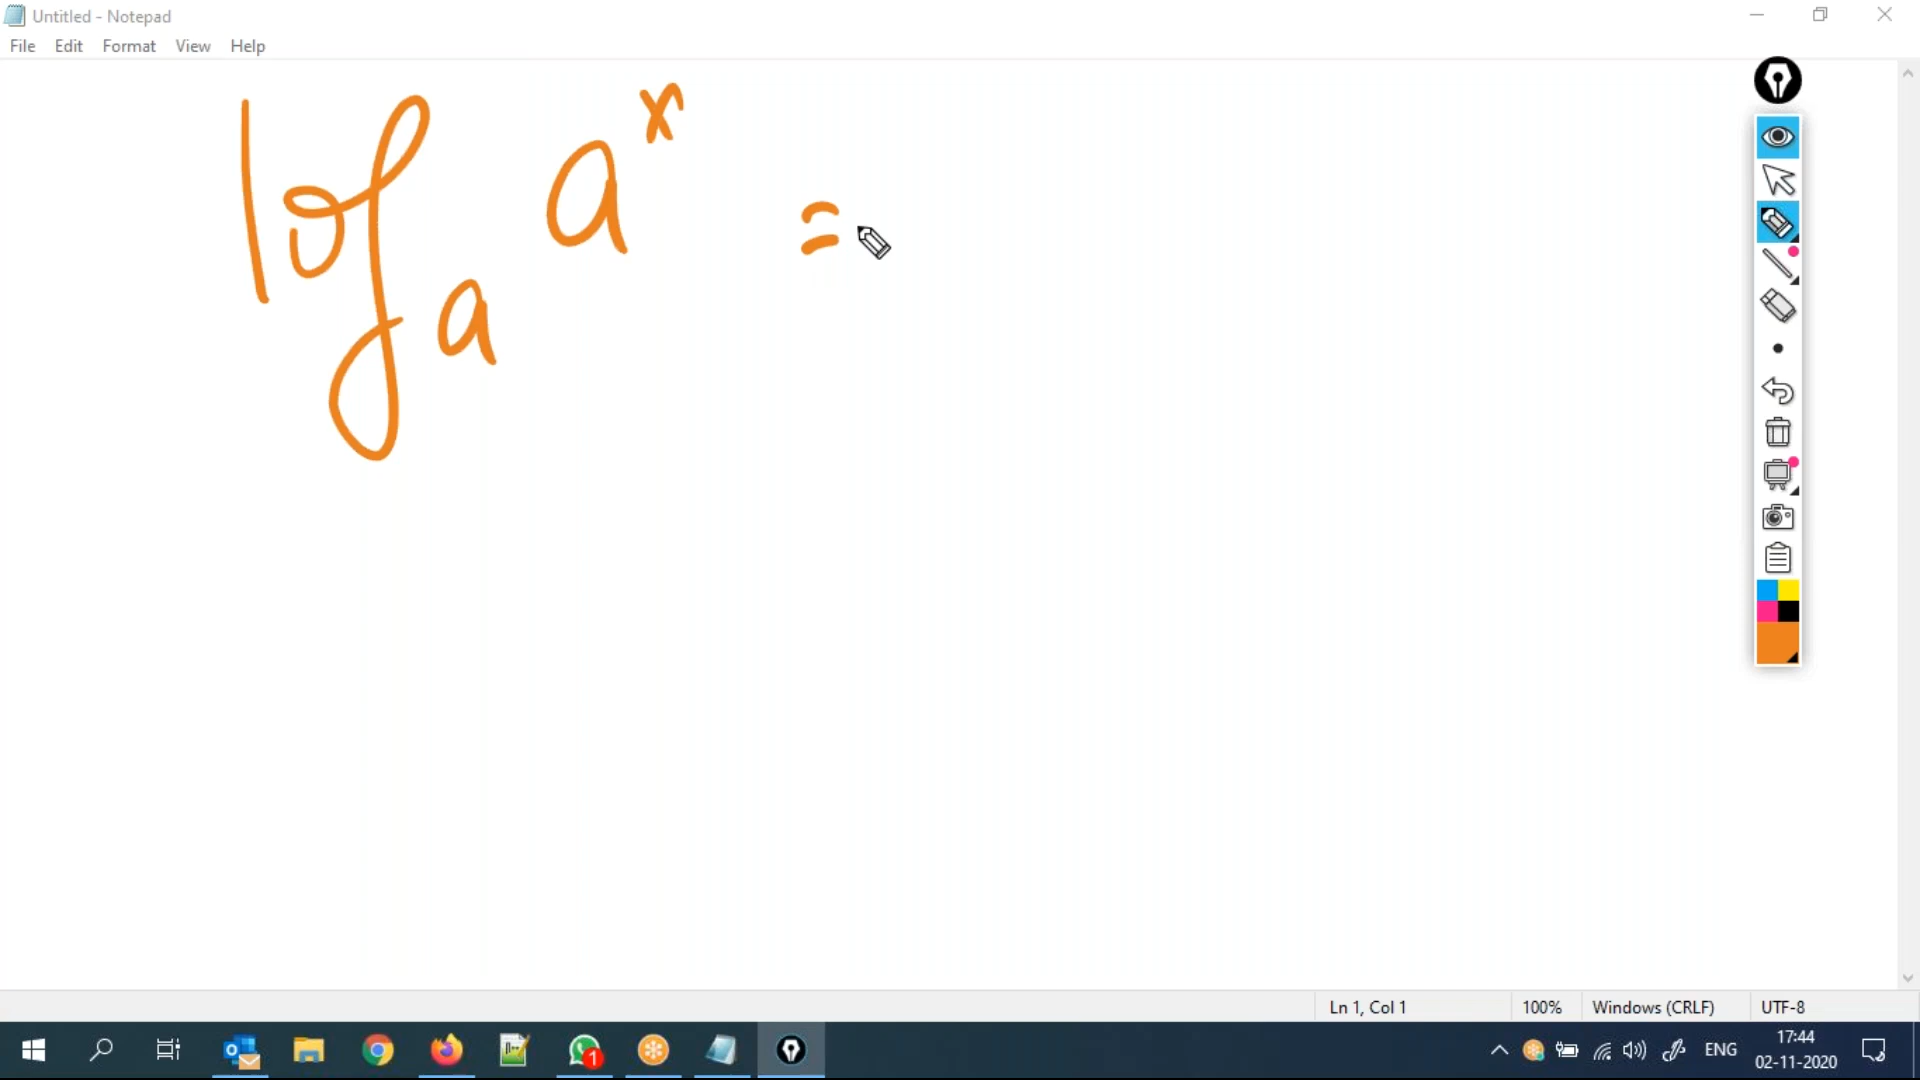 Untitled - Notepad
File Edit Format View Help
log_a a^x =
Ln 1, Col 1 100% Windows (CRLF) UTF-8
1 ENG 17:44
02-11-2020